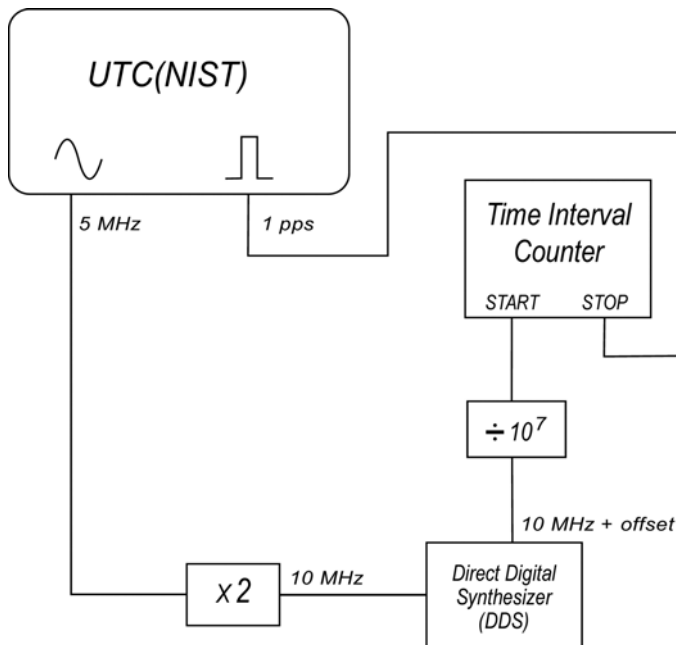 UTC(NIST)
5 MHz
1 pps
Time Interval
Counter
START STOP
÷ 10⁷
10 MHz + offset
x 2
10 MHz
Direct Digital
Synthesizer
(DDS)